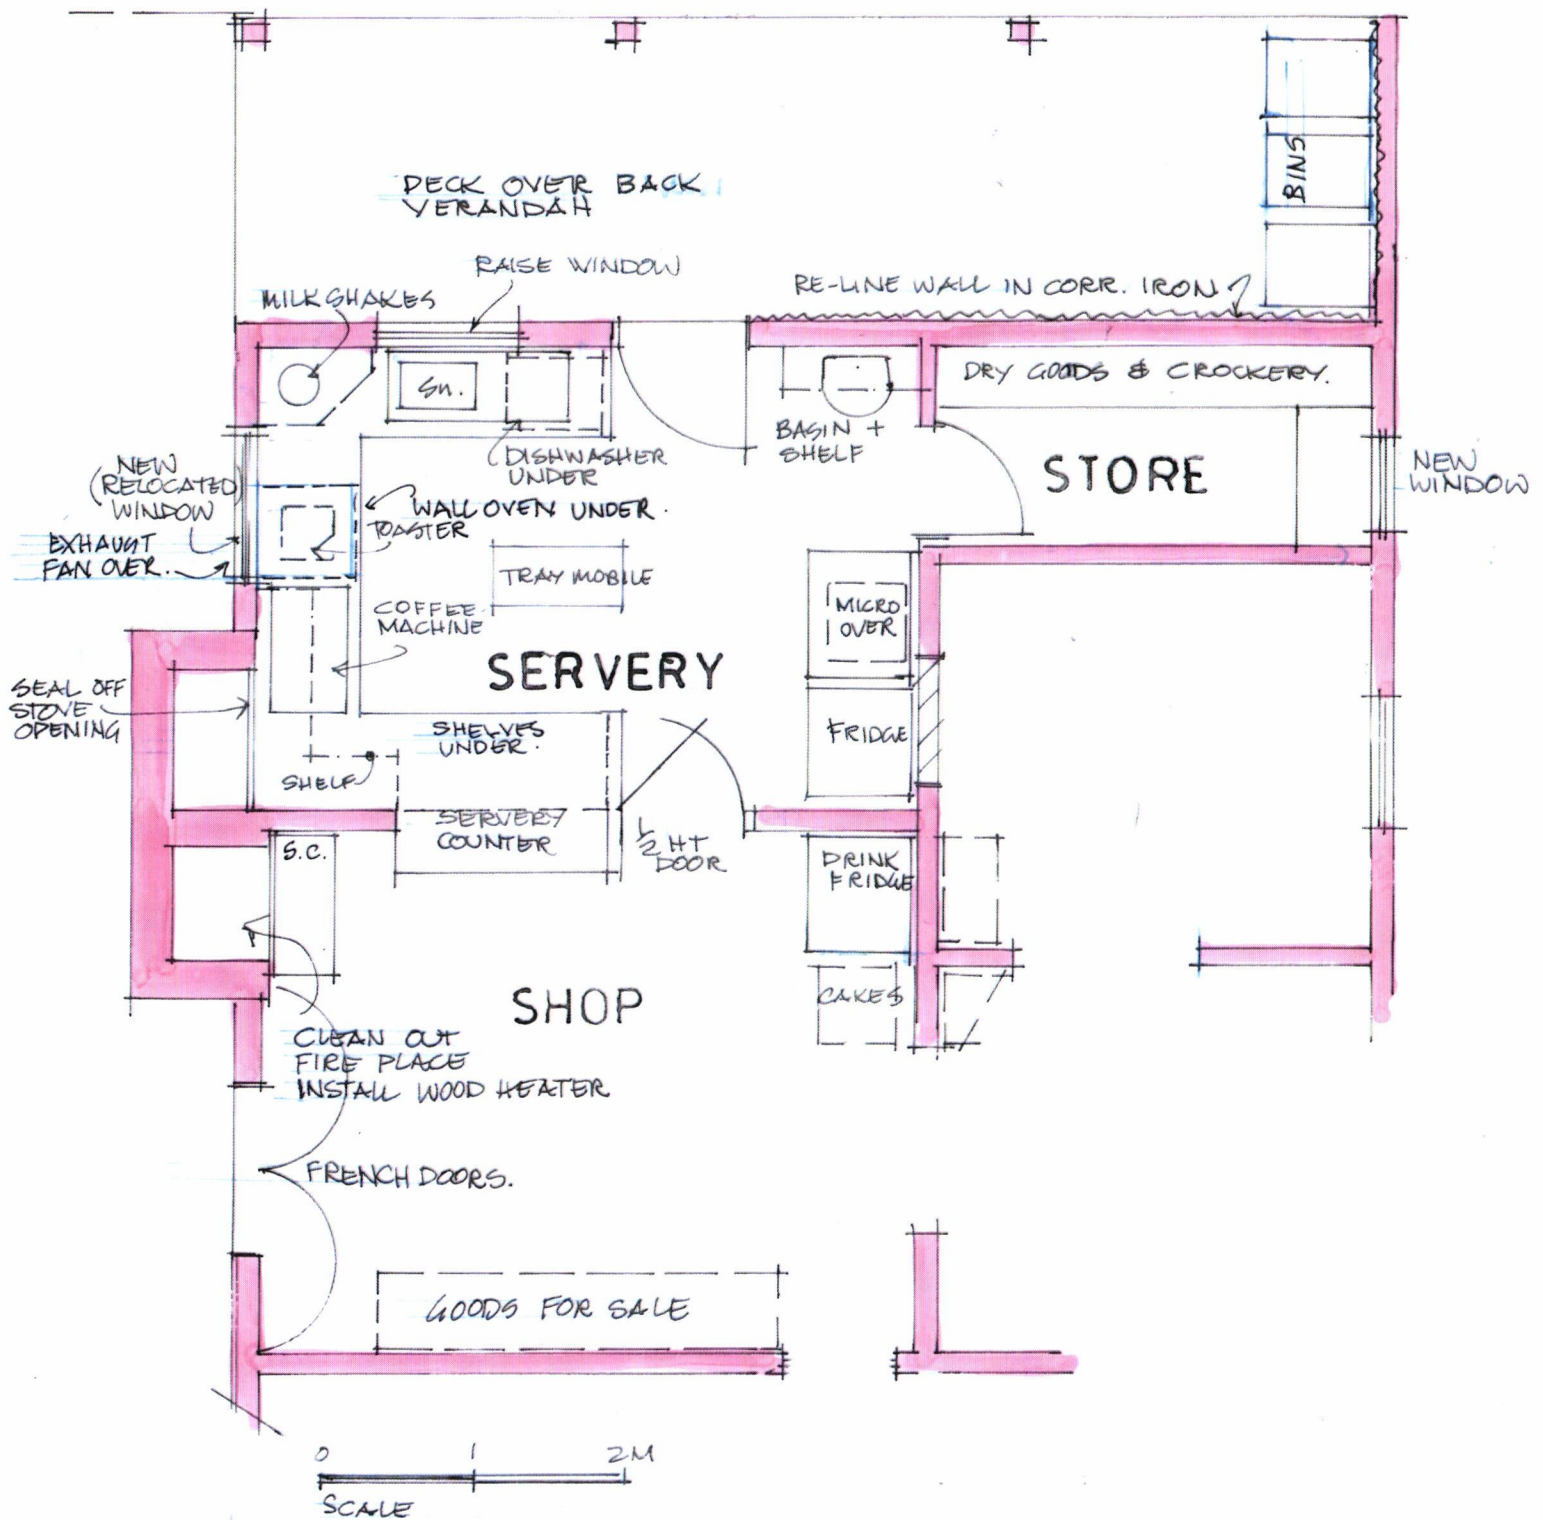 BINS
DECK OVER BACK
VERANDAH
RAISE WINDOW
MILKSHAKES
RE-LINE WALL IN CORR. IRON
Sn.
DRY GOODS & CROCKERY.
BASIN +
SHELF
DISHWASHER
UNDER
NEW
(RELOCATED)
WINDOW
STORE
NEW
WINDOW
WALL OVEN UNDER.
TOASTER
EXHAUST
FAN OVER.
TRAY MOBILE
COFFEE
MACHINE
MICRO
OVER
SERVERY
SEAL OFF
STOVE
OPENING
SHELVES
UNDER.
FRIDGE
SHELF
SERVERY
COUNTER
1/2 HT
DOOR
S.C.
DRINK
FRIDGE
CAKES
SHOP
CLEAN OUT
FIRE PLACE
INSTALL WOOD HEATER
FRENCH DOORS.
GOODS FOR SALE
0 1 2M
SCALE